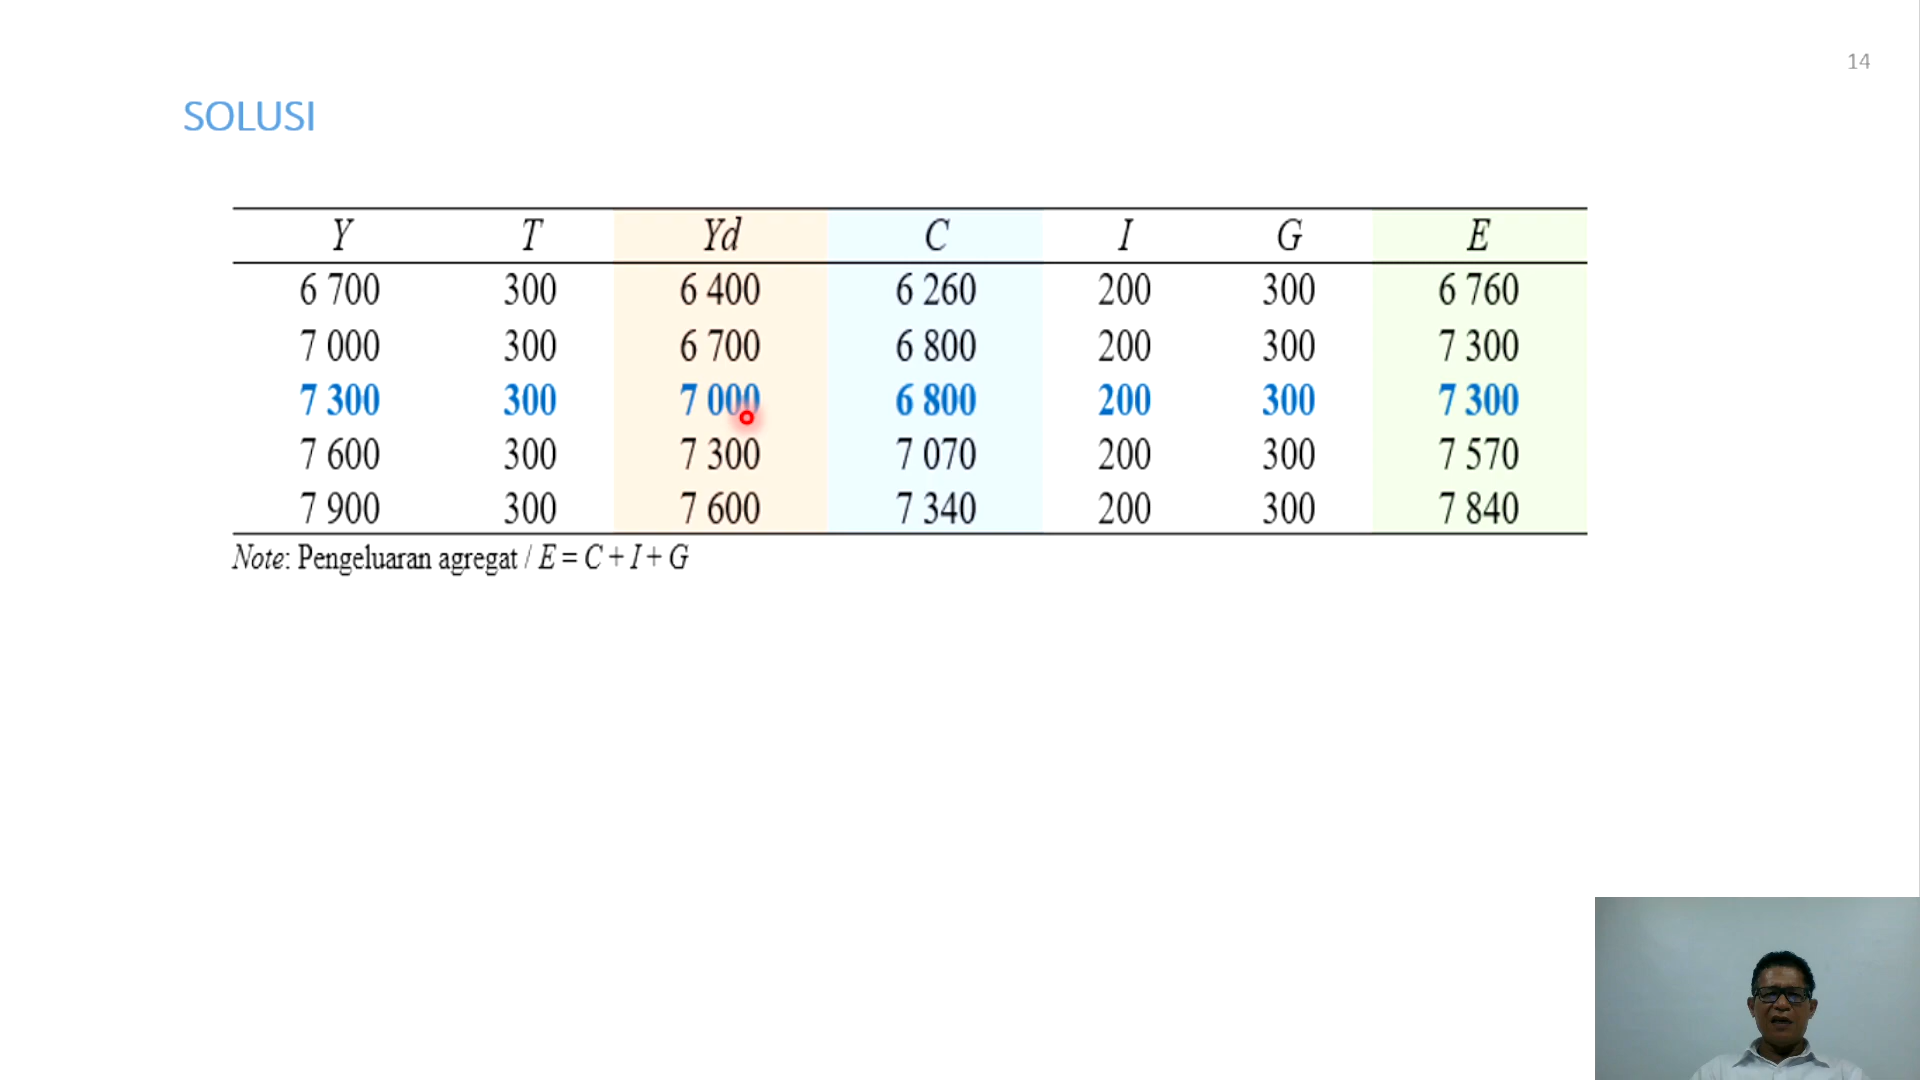 14
SOLUSI
Y T Yd C I G E
6 700 300 6 400 6 260 200 300 6 760
7 000 300 6 700 6 800 200 300 7 300
7 300 300 7 000 6 800 200 300 7 300
7 600 300 7 300 7 070 200 300 7 570
7 900 300 7 600 7 340 200 300 7 840
Note: Pengeluaran agregat / E = C + I + G